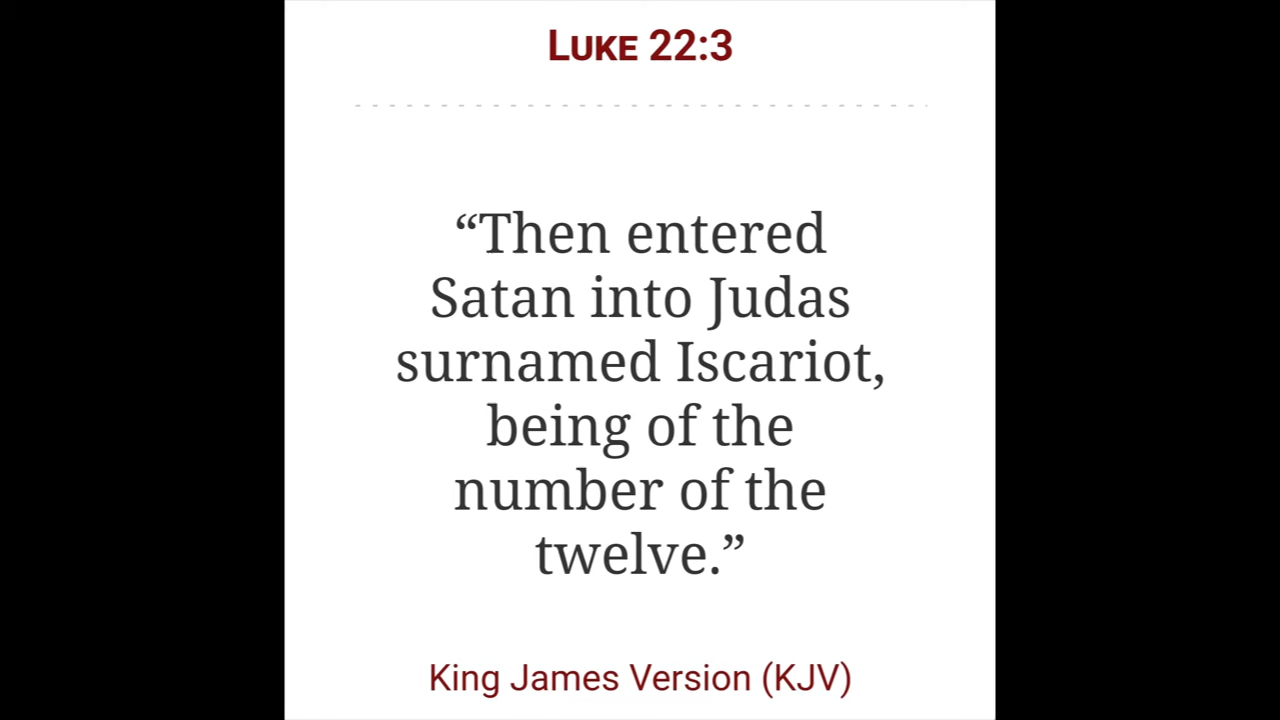 Luke 22:3
“Then entered
Satan into Judas
surnamed Iscariot,
being of the
number of the
twelve.”
King James Version (KJV)